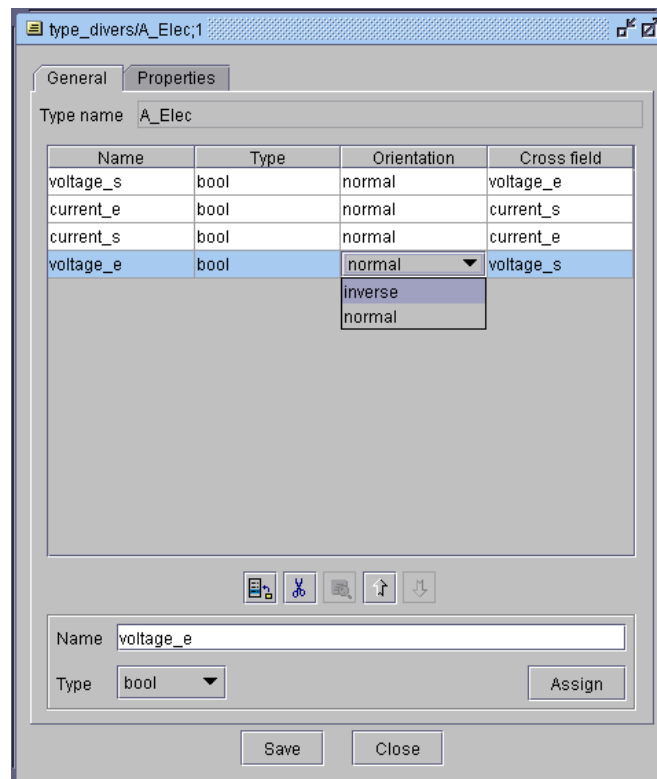 type_divers/A_Elec;1
General Properties
Type name A_Elec
Name Type Orientation Cross field
voltage_s bool normal voltage_e
current_e bool normal current_s
current_s bool normal current_e
voltage_e bool normal voltage_s
inverse
normal
Name voltage_e
Type bool Assign
Save Close